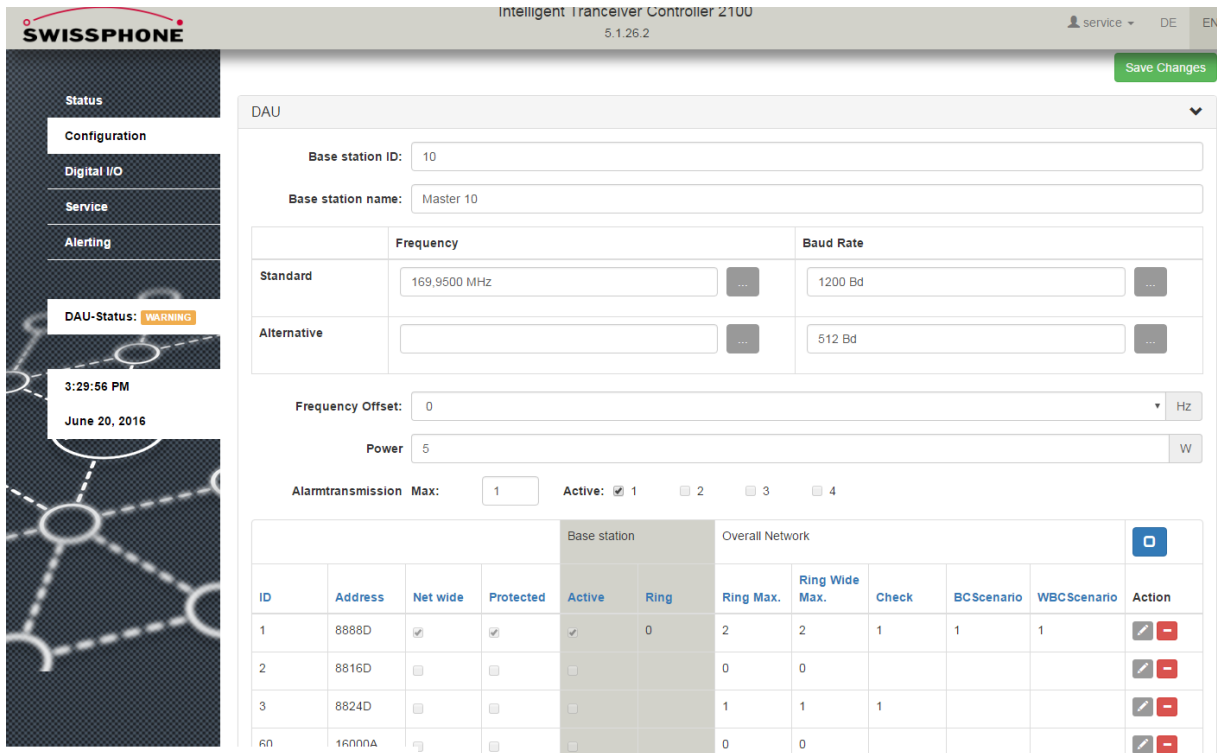 SWISSPHONE
Intelligent Tranceiver Controller 2100
5.1.26.2
service DE EN
Save Changes
Status
Configuration
Digital I/O
Service
Alerting
DAU-Status: WARNING
3:29:56 PM
June 20, 2016
DAU
Base station ID: 10
Base station name: Master 10
Frequency Baud Rate
Standard 169,9500 MHz ... 1200 Bd ...
Alternative ... 512 Bd ...
Frequency Offset: 0 Hz
Power 5 W
Alarmtransmission Max: 1 Active: 1 2 3 4
Base station Overall Network
ID Address Net wide Protected Active Ring Ring Max. Ring Wide Max. Check BCScenario WBCScenario Action
1 8888D 0 2 2 1 1 1
2 8816D 0 0
3 8824D 1 1 1
60 16000A 0 0